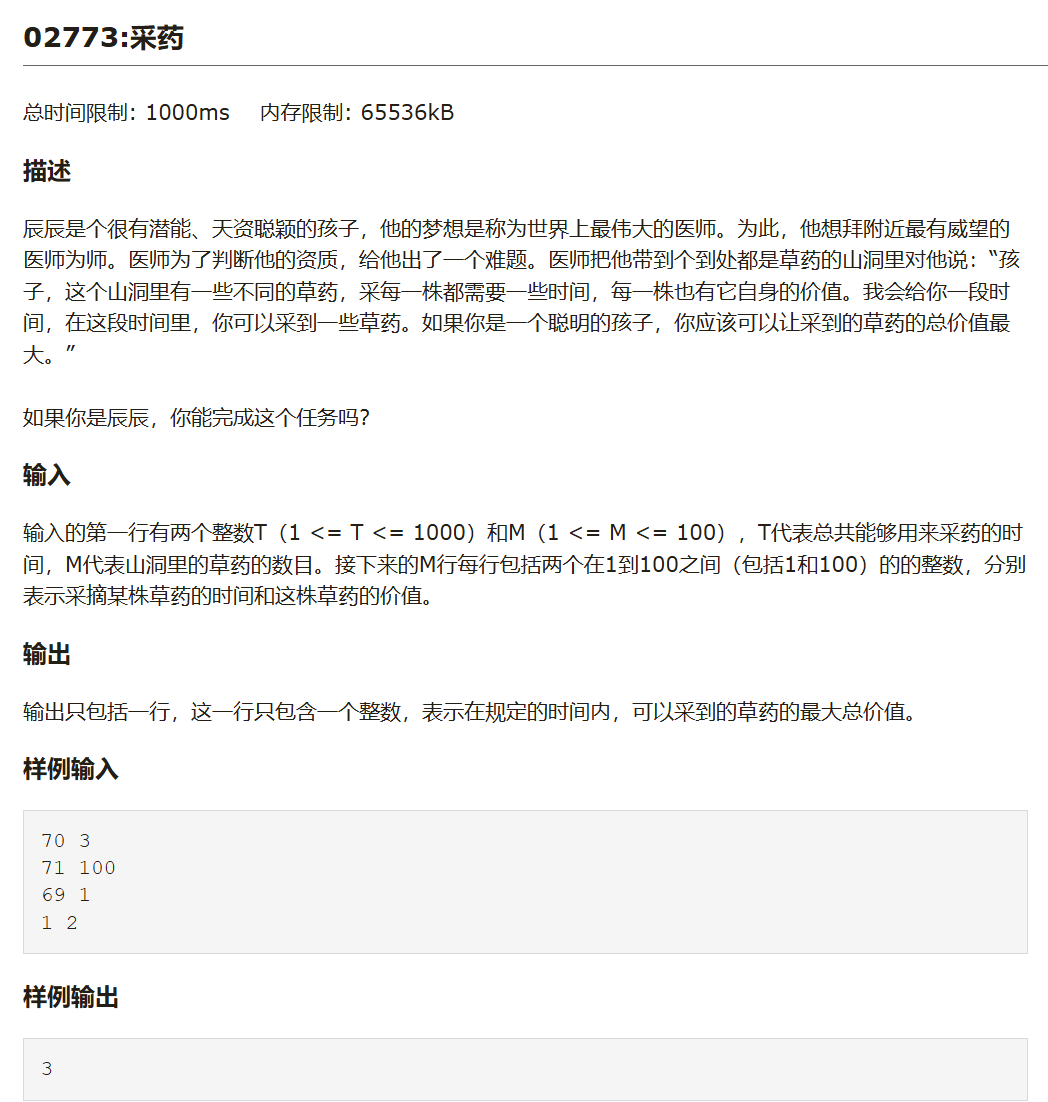 02773:采药
总时间限制: 1000ms 内存限制: 65536kB
描述
辰辰是个很有潜能、天资聪颖的孩子，他的梦想是称为世界上最伟大的医师。为此，他想拜附近最有威望的
医师为师。医师为了判断他的资质，给他出了一个难题。医师把他带到个到处都是草药的山洞里对他说：“孩
子，这个山洞里有一些不同的草药，采每一株都需要一些时间，每一株也有它自身的价值。我会给你一段时
间，在这段时间里，你可以采到一些草药。如果你是一个聪明的孩子，你应该可以让采到的草药的总价值最
大。”
如果你是辰辰，你能完成这个任务吗？
输入
输入的第一行有两个整数T（1 <= T <= 1000）和M（1 <= M <= 100），T代表总共能够用来采药的时
间，M代表山洞里的草药的数目。接下来的M行每行包括两个在1到100之间（包括1和100）的的整数，分别
表示采摘某株草药的时间和这株草药的价值。
输出
输出只包括一行，这一行只包含一个整数，表示在规定的时间内，可以采到的草药的最大总价值。
样例输入
70 3
71 100
69 1
1 2
样例输出
3